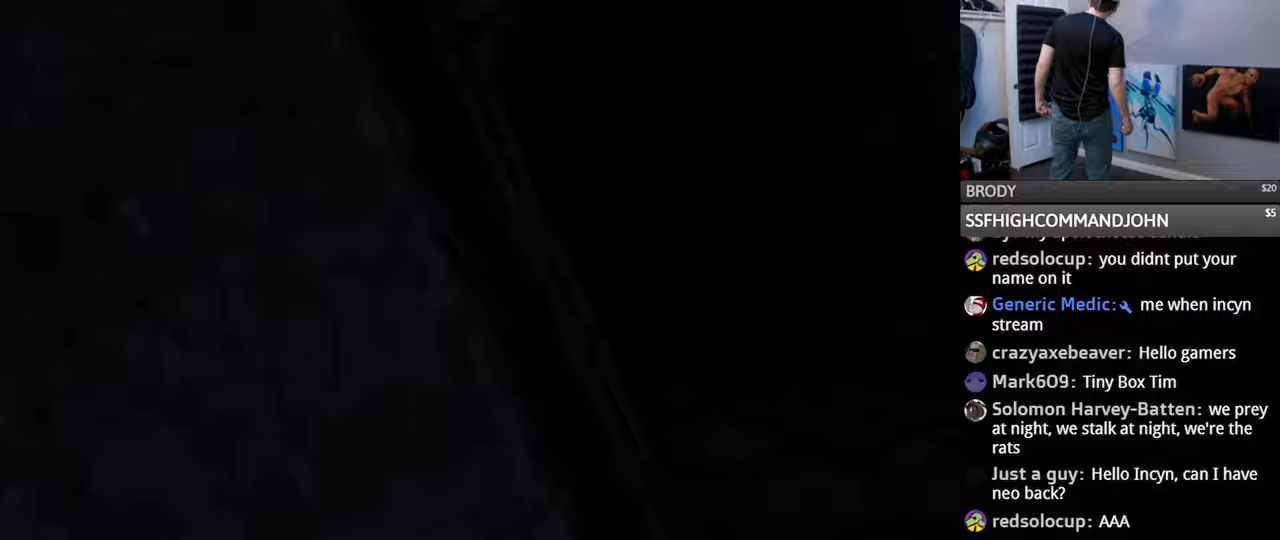 BRODY $20
SSFHIGHCOMMANDJOHN $5
redsolocup: you didnt put your
name on it
Generic Medic: me when incyn
stream
crazyaxebeaver: Hello gamers
Mark6O9: Tiny Box Tim
Solomon Harvey-Batten: we prey
at night, we stalk at night, we're the
rats
Just a guy: Hello Incyn, can I have
neo back?
redsolocup: AAA